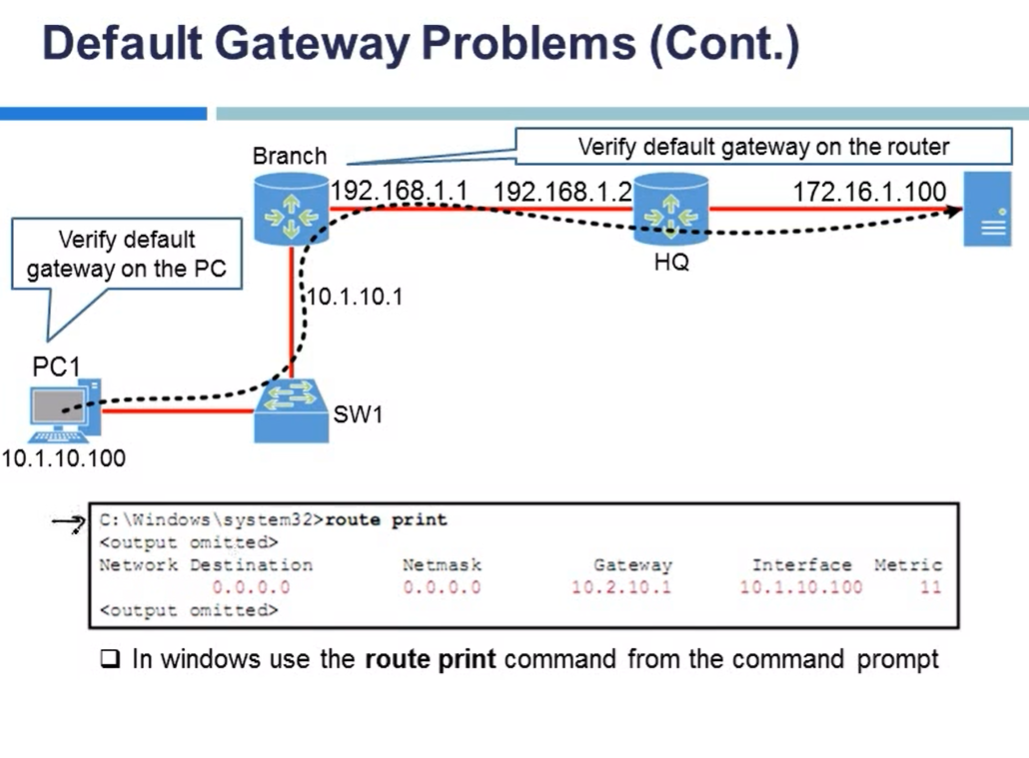 Default Gateway Problems (Cont.)
Verify default gateway on the router
Branch
192.168.1.1 192.168.1.2 172.16.1.100
Verify default
gateway on the PC
HQ
10.1.10.1
PC1
SW1
10.1.10.100
C:\Windows\system32>route print
<output omitted>
Network Destination Netmask Gateway Interface Metric
0.0.0.0 0.0.0.0 10.2.10.1 10.1.10.100 11
<output omitted>
In windows use the route print command from the command prompt